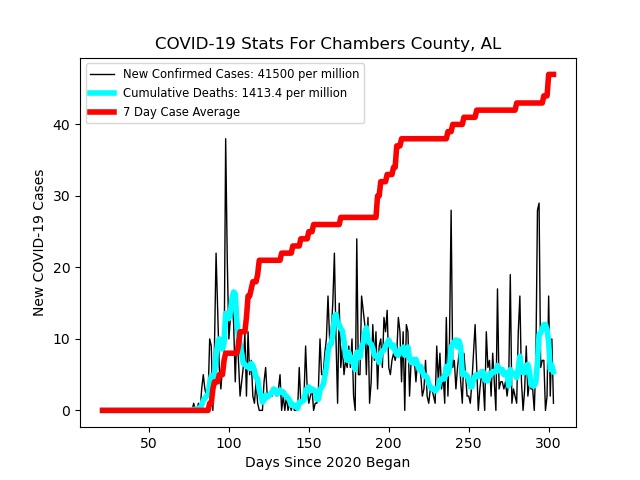 COVID-19 Stats For Chambers County, AL
New Confirmed Cases: 41500 per million
Cumulative Deaths: 1413.4 per million
7 Day Case Average
New COVID-19 Cases
40
30
20
10
0
50 100 150 200 250 300
Days Since 2020 Began